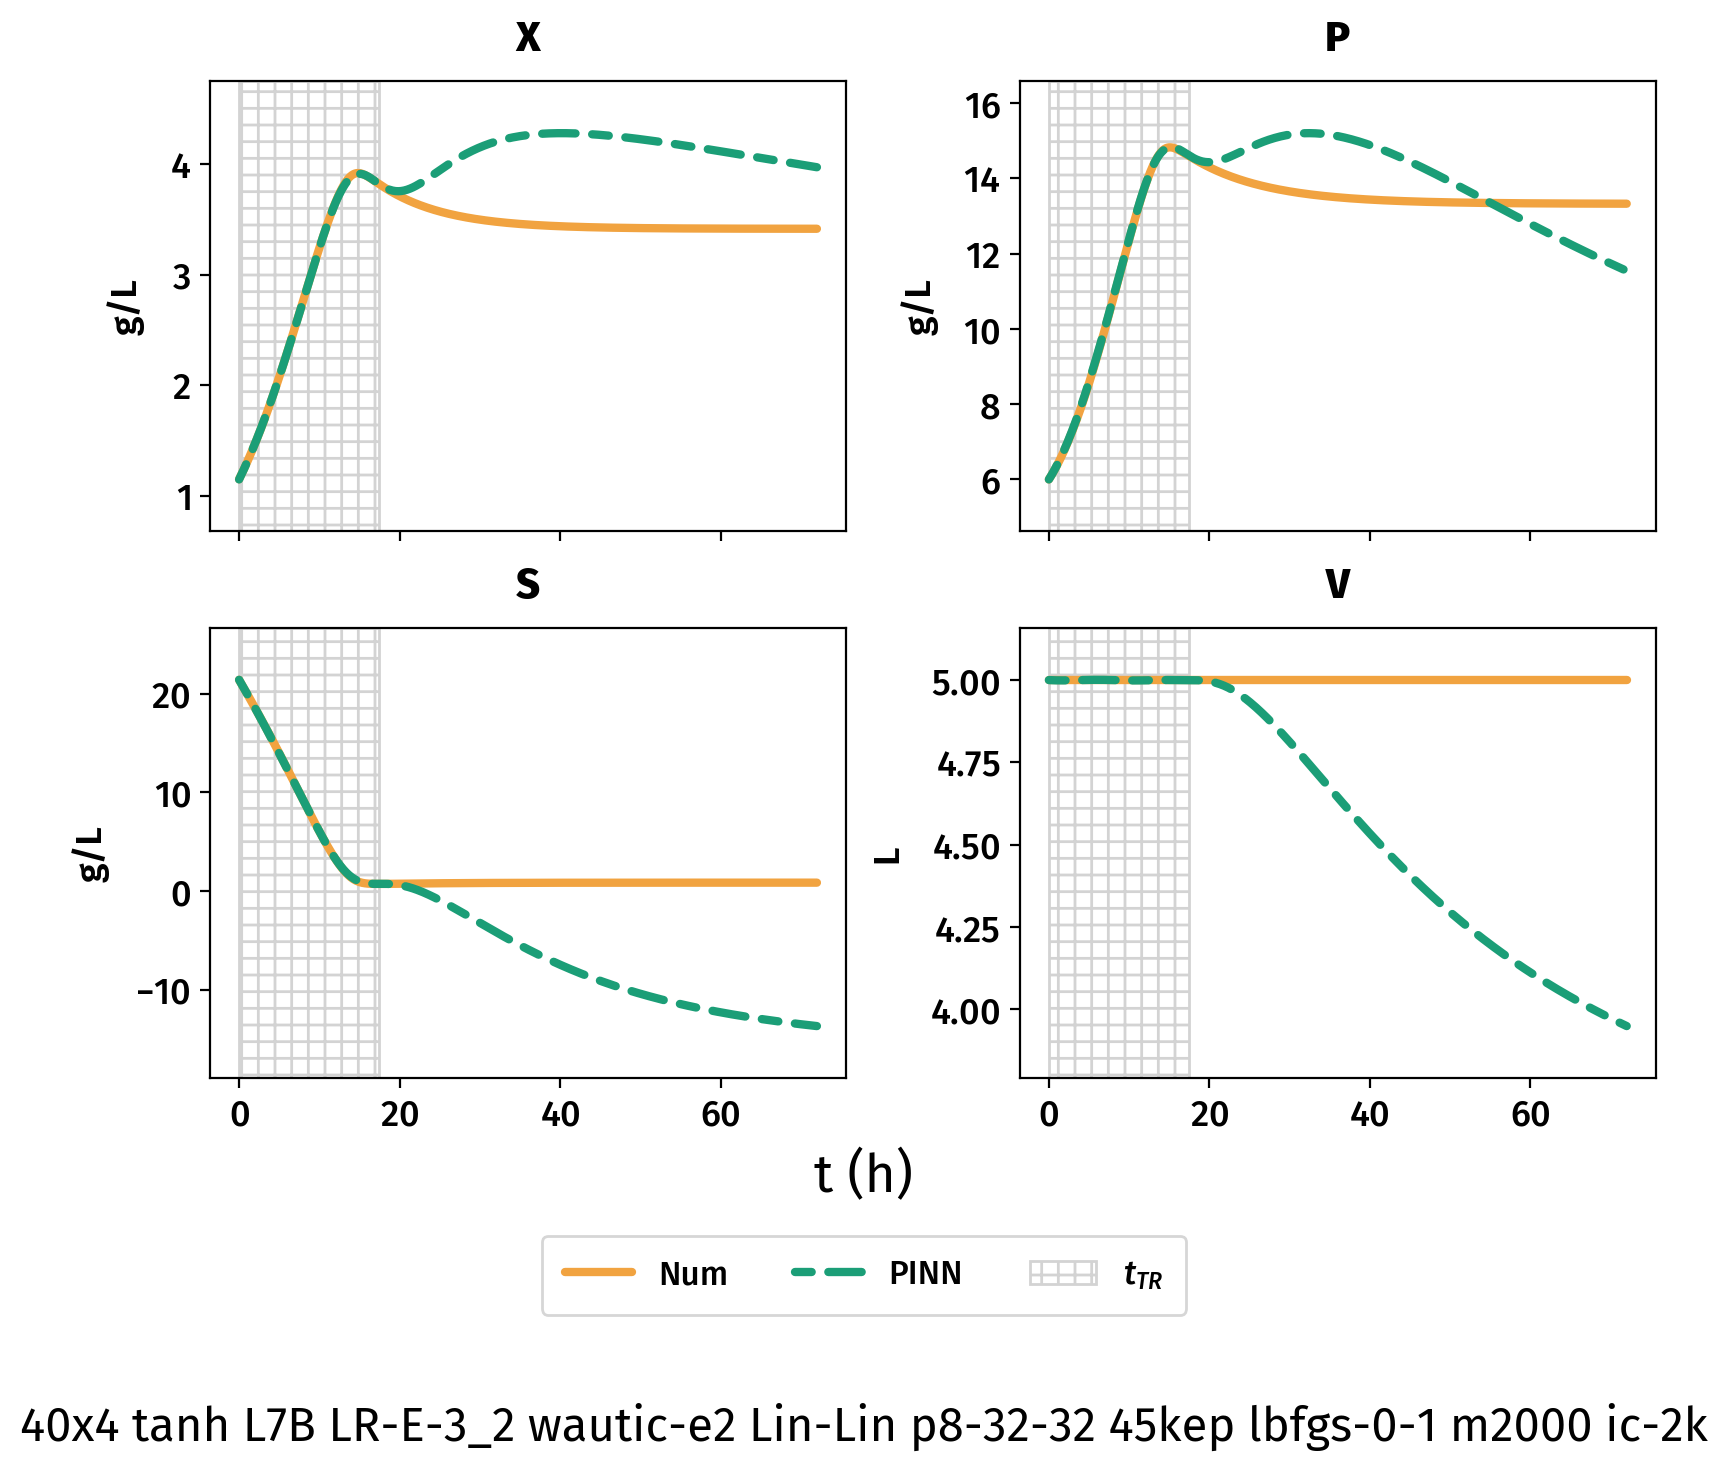 X
P
g/L
4
3
2
1
g/L
16
14
12
10
8
6
S
V
g/L
20
10
0
−10
0
20
40
60
L
5.00
4.75
4.50
4.25
4.00
0
20
40
60
t (h)
Num PINN tTR
40x4 tanh L7B LR-E-3_2 wautic-e2 Lin-Lin p8-32-32 45kep lbfgs-0-1 m2000 ic-2k